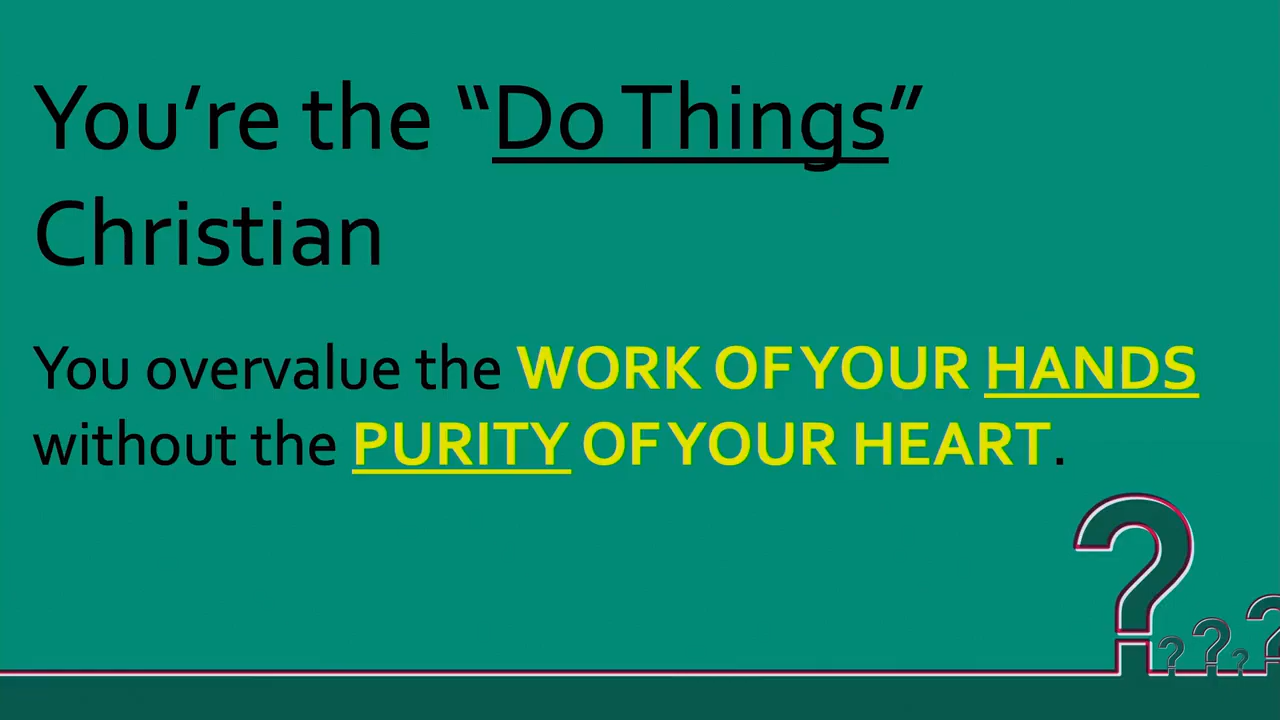 You’re the “Do Things”
Christian
You overvalue the WORK OF YOUR HANDS
without the PURITY OF YOUR HEART.